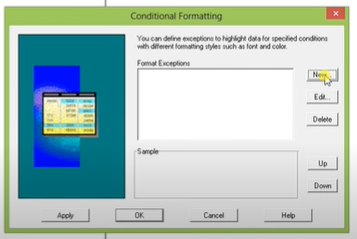 Conditional Formatting
You can define exceptions to highlight data for specified conditions
with different formatting styles such as font and color.
Format Exceptions
New...
Edit...
Delete
Sample
Up
Down
Apply
OK
Cancel
Help